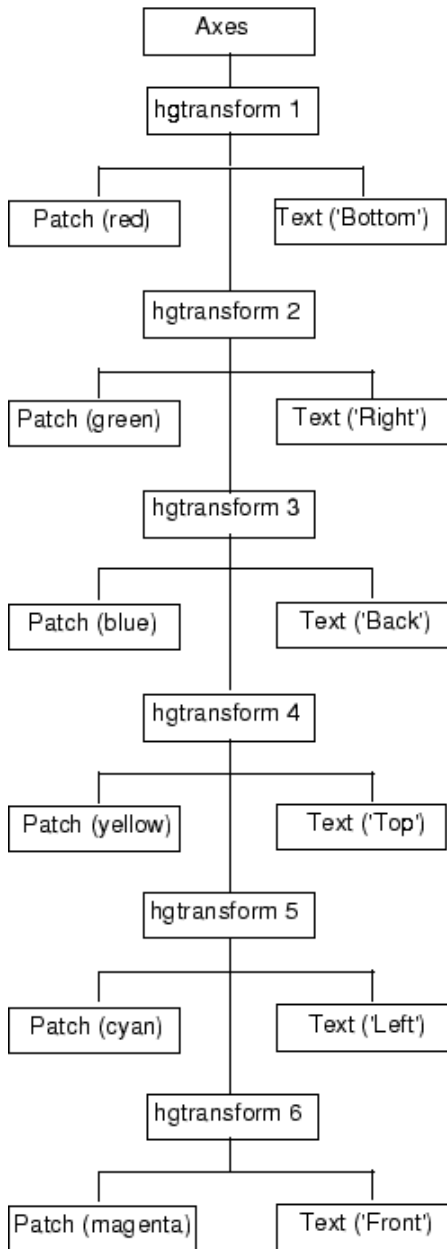 Axes
hgtransform 1
Patch (red)
Text ('Bottom')
hgtransform 2
Patch (green)
Text ('Right')
hgtransform 3
Patch (blue)
Text ('Back')
hgtransform 4
Patch (yellow)
Text ('Top')
hgtransform 5
Patch (cyan)
Text ('Left')
hgtransform 6
Patch (magenta)
Text ('Front')